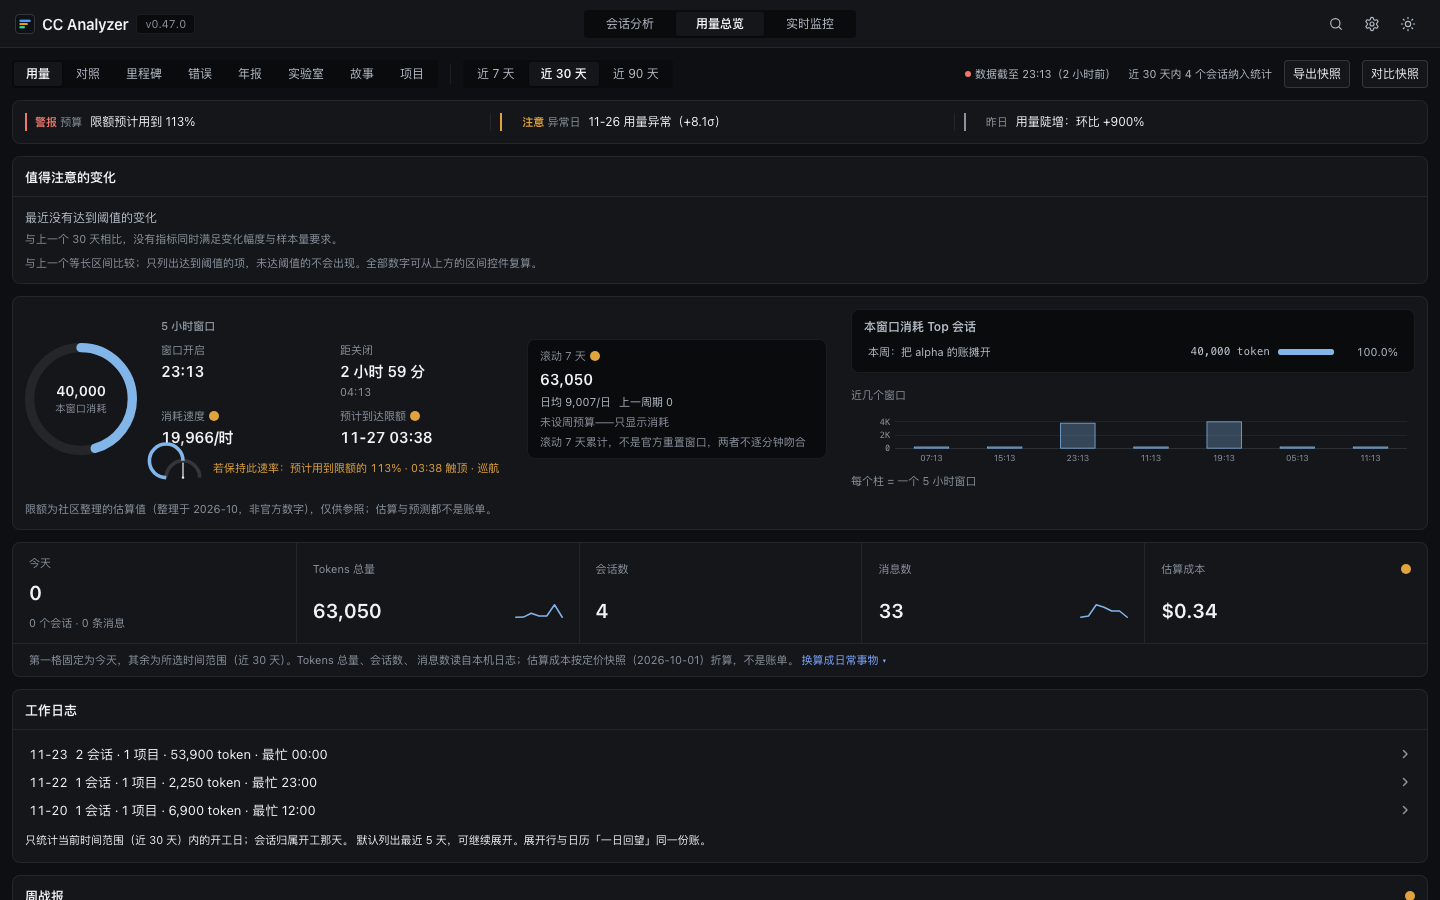 CC Analyzer v0.47.0
会话分析 用量总览 实时监控
用量 对照 里程碑 错误 年报 实验室 故事 项目 近 7 天 近 30 天 近 90 天
数据截至 23:13（2 小时前） 近 30 天内 4 个会话纳入统计 导出快照 对比快照
警报 预算 限额预计用到 113%
注意 异常日 11-26 用量异常（+8.1σ）
昨日 用量陡增：环比 +900%
值得注意的变化
最近没有达到阈值的变化
与上一个 30 天相比，没有指标同时满足变化幅度与样本量要求。
与上一个等长区间比较；只列出达到阈值的项，未达阈值的不会出现。全部数字可从上方的区间控件复算。
40,000
本窗口消耗
5 小时窗口
窗口开启
23:13
距关闭
2 小时 59 分
04:13
消耗速度
19,966/时
预计到达限额
11-27 03:38
若保持此速率：预计用到限额的 113% · 03:38 触顶 · 巡航
滚动 7 天
63,050
日均 9,007/日 上一周期 0
未设周预算——只显示消耗
滚动 7 天累计，不是官方重置窗口，两者不逐分钟吻合
本窗口消耗 Top 会话
本周：把 alpha 的账摊开 40,000 token 100.0%
近几个窗口
4K
2K
0
07:13 15:13 23:13 11:13 19:13 05:13 11:13
每个柱 = 一个 5 小时窗口
限额为社区整理的估算值（整理于 2026-10，非官方数字），仅供参照；估算与预测都不是账单。
今天
0
0 个会话 · 0 条消息
Tokens 总量
63,050
会话数
4
消息数
33
估算成本
$0.34
第一格固定为今天，其余为所选时间范围（近 30 天）。Tokens 总量、会话数、 消息数读自本机日志；估算成本按定价快照（2026-10-01）折算，不是账单。 换算成日常事物
工作日志
11-23 2 会话 · 1 项目 · 53,900 token · 最忙 00:00
11-22 1 会话 · 1 项目 · 2,250 token · 最忙 23:00
11-20 1 会话 · 1 项目 · 6,900 token · 最忙 12:00
只统计当前时间范围（近 30 天）内的开工日；会话归属开工那天。 默认列出最近 5 天，可继续展开。展开行与日历「一日回望」同一份账。
周战报